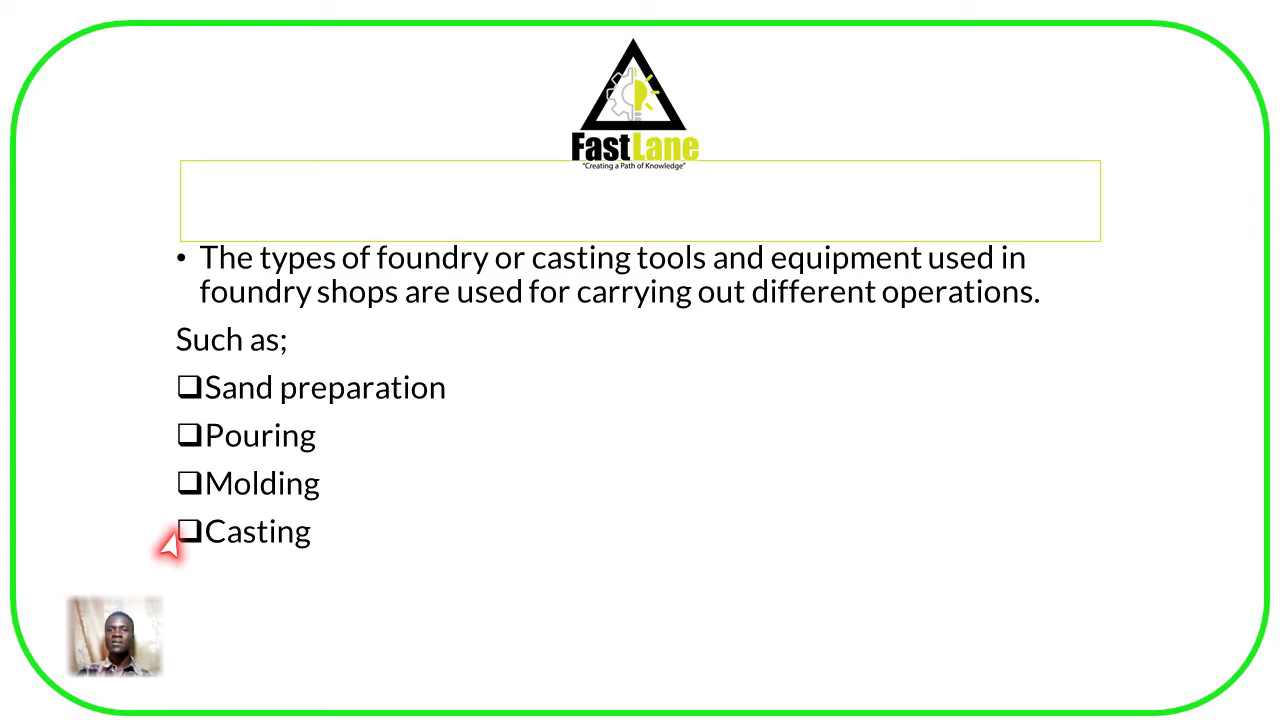 FastLane
"Creating a Path of Knowledge"
• The types of foundry or casting tools and equipment used in
foundry shops are used for carrying out different operations.
Such as;
❑Sand preparation
❑Pouring
❑Molding
❑Casting